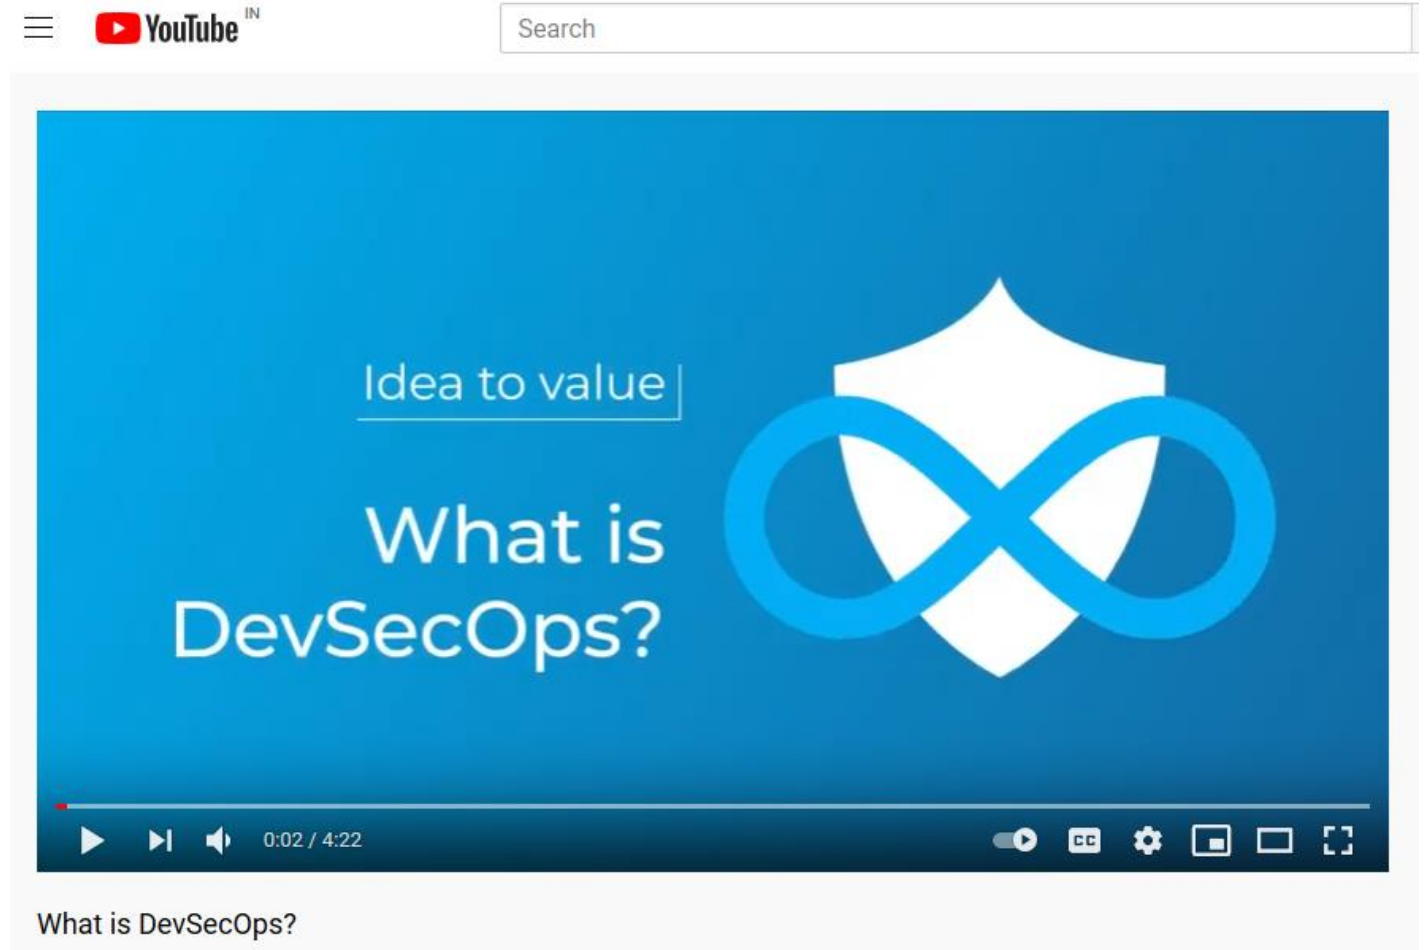 YouTube IN
Search
Idea to value
What is
DevSecOps?
0:02 / 4:22
CC
What is DevSecOps?